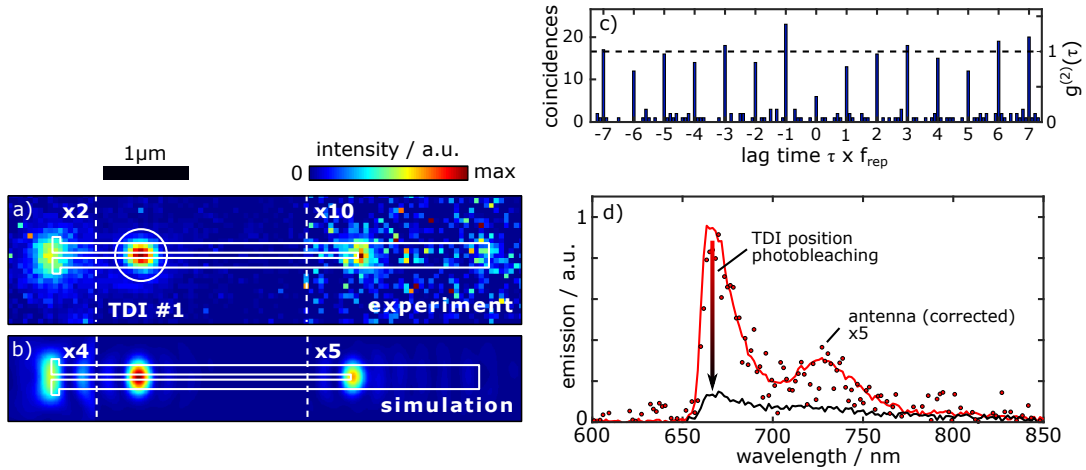 1μm
intensity / a.u.
0
max
a)
x2
x10
TDI #1
experiment
b)
x4
x5
simulation
c)
coincidences
20
10
0
1
0
g(2)(τ)
-7 -6 -5 -4 -3 -2 -1 0 1 2 3 4 5 6 7
lag time τ x frep
d)
emission / a.u.
1
0
TDI position
photobleaching
antenna (corrected)
x5
600 650 700 750 800 850
wavelength / nm